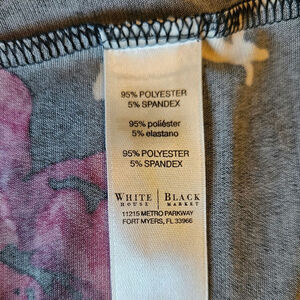 95% POLYESTER
5% SPANDEX
95% poliéster
5% elastano
95% POLYESTER
5% SPANDEX
WHITE | BLACK
HOUSE | MARKET
11215 METRO PARKWAY
FORT MYERS, FL 33966